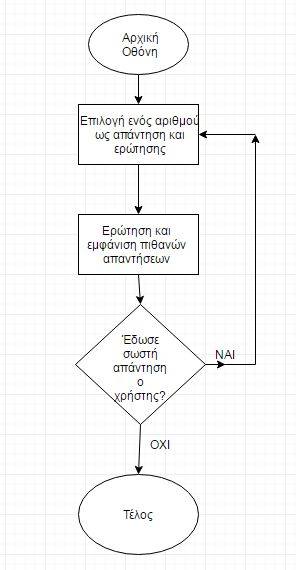 Αρχική
Οθόνη
Επιλογή ενός αριθμού
ως απάντηση και
ερώτησης
Ερώτηση και
εμφάνιση πιθανών
απαντήσεων
Έδωσε
σωστή
απάντηση
ο
χρήστης?
ΝΑΙ
ΟΧΙ
Τέλος